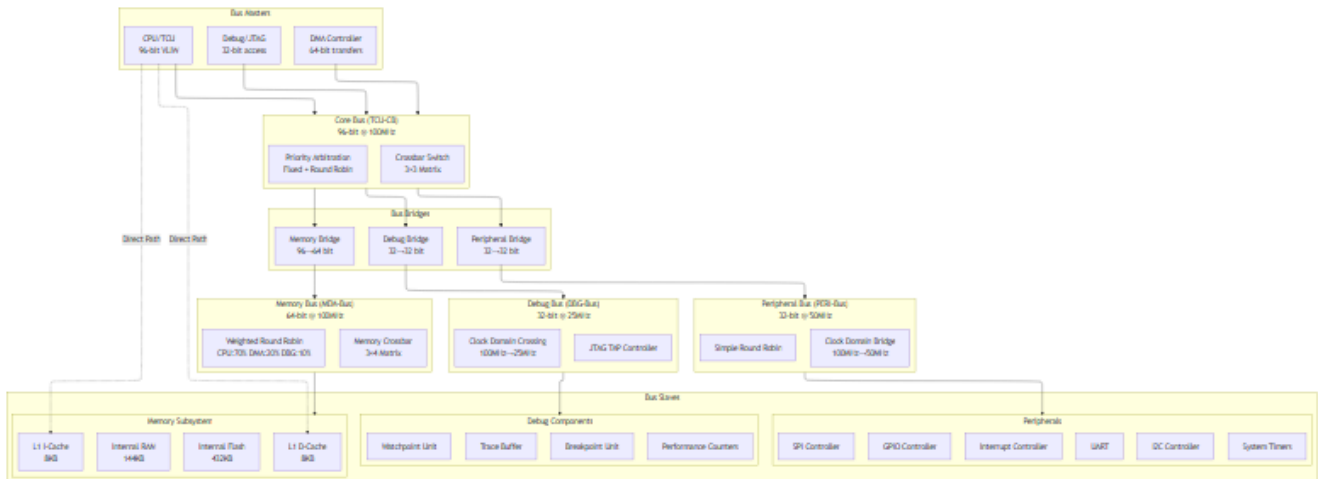 Bus Masters
CPU/TCU
96-bit VLIW
Debug/JTAG
32-bit access
DMA Controller
64-bit transfers
Core Bus (TCU-CB)
96-bit @ 100MHz
Priority Arbitration
Fixed + Round Robin
Crossbar Switch
3×3 Matrix
Bus Bridges
Direct Path
Direct Path
Memory Bridge
96→64 bit
Debug Bridge
32→32 bit
Peripheral Bridge
32→32 bit
Memory Bus (MDA-Bus)
64-bit @ 100MHz
Weighted Round Robin
CPU:70% DMA:20% DBG:10%
Memory Crossbar
3×4 Matrix
Debug Bus (DBG-Bus)
32-bit @ 25MHz
Clock Domain Crossing
100MHz→25MHz
JTAG TAP Controller
Peripheral Bus (PERI-Bus)
32-bit @ 50MHz
Simple Round Robin
Clock Domain Bridge
100MHz→50MHz
Bus Slaves
Memory Subsystem
L1 I-Cache
8KB
Internal RAM
144KB
Internal Flash
432KB
L1 D-Cache
8KB
Debug Components
Watchpoint Unit
Trace Buffer
Breakpoint Unit
Performance Counters
Peripherals
SPI Controller
GPIO Controller
Interrupt Controller
UART
I2C Controller
System Timers